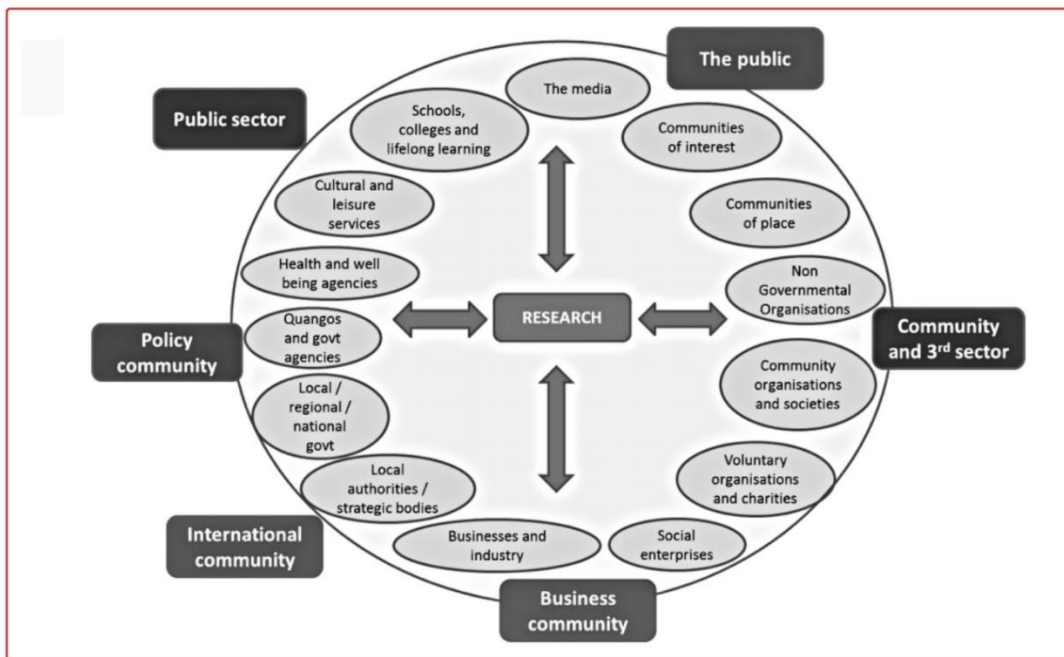 The public
Public sector
The media
Schools,
colleges and
lifelong learning
Communities
of interest
Cultural and
leisure
services
Communities
of place
Health and well
being agencies
Non
Governmental
Organisations
RESEARCH
Quangos
and govt
agencies
Policy
community
Community
and 3rd sector
Local /
regional /
national
govt
Community
organisations
and societies
Local
authorities /
strategic bodies
Voluntary
organisations
and charities
International
community
Businesses and
industry
Social
enterprises
Business
community